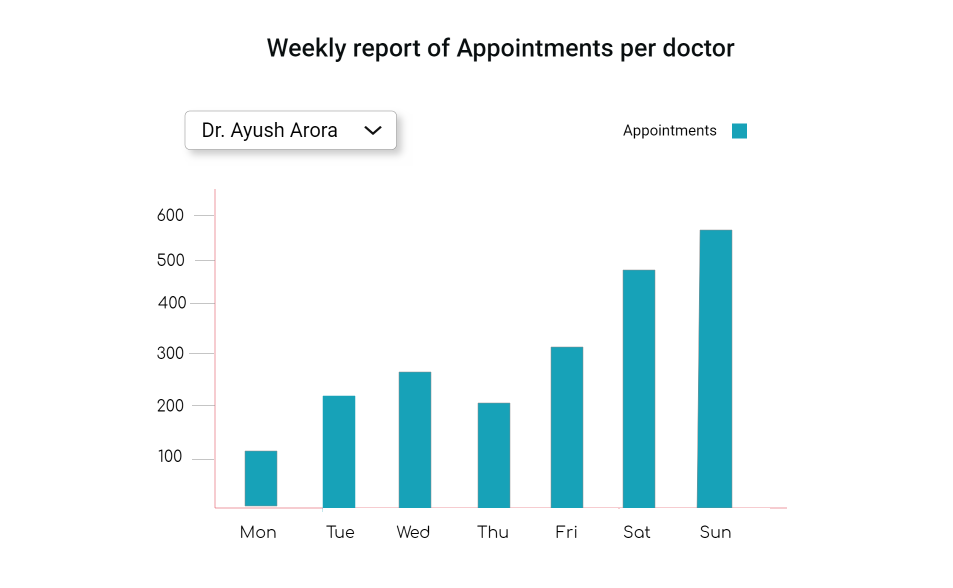 Weekly report of Appointments per doctor
Dr. Ayush Arora
Appointments
600
500
400
300
200
100
Mon Tue Wed Thu Fri Sat Sun